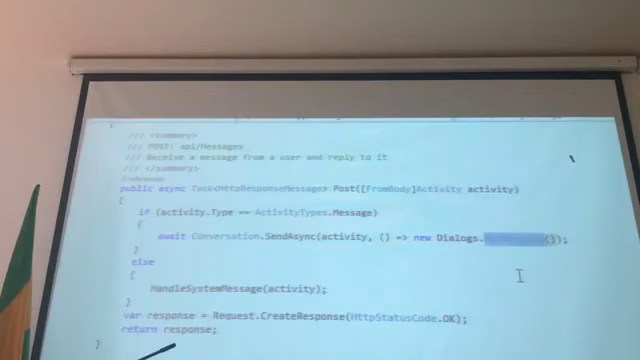 {
/// <summary>
/// POST: api/Messages
/// Receive a message from a user and reply to it
/// </summary>
public async Task<HttpResponseMessage> Post([FromBody]Activity activity)
{
if (activity.Type == ActivityTypes.Message)
{
await Conversation.SendAsync(activity, () => new Dialogs. ());
}
else
{
HandleSystemMessage(activity);
}
var response = Request.CreateResponse(HttpStatusCode.OK);
return response;
}